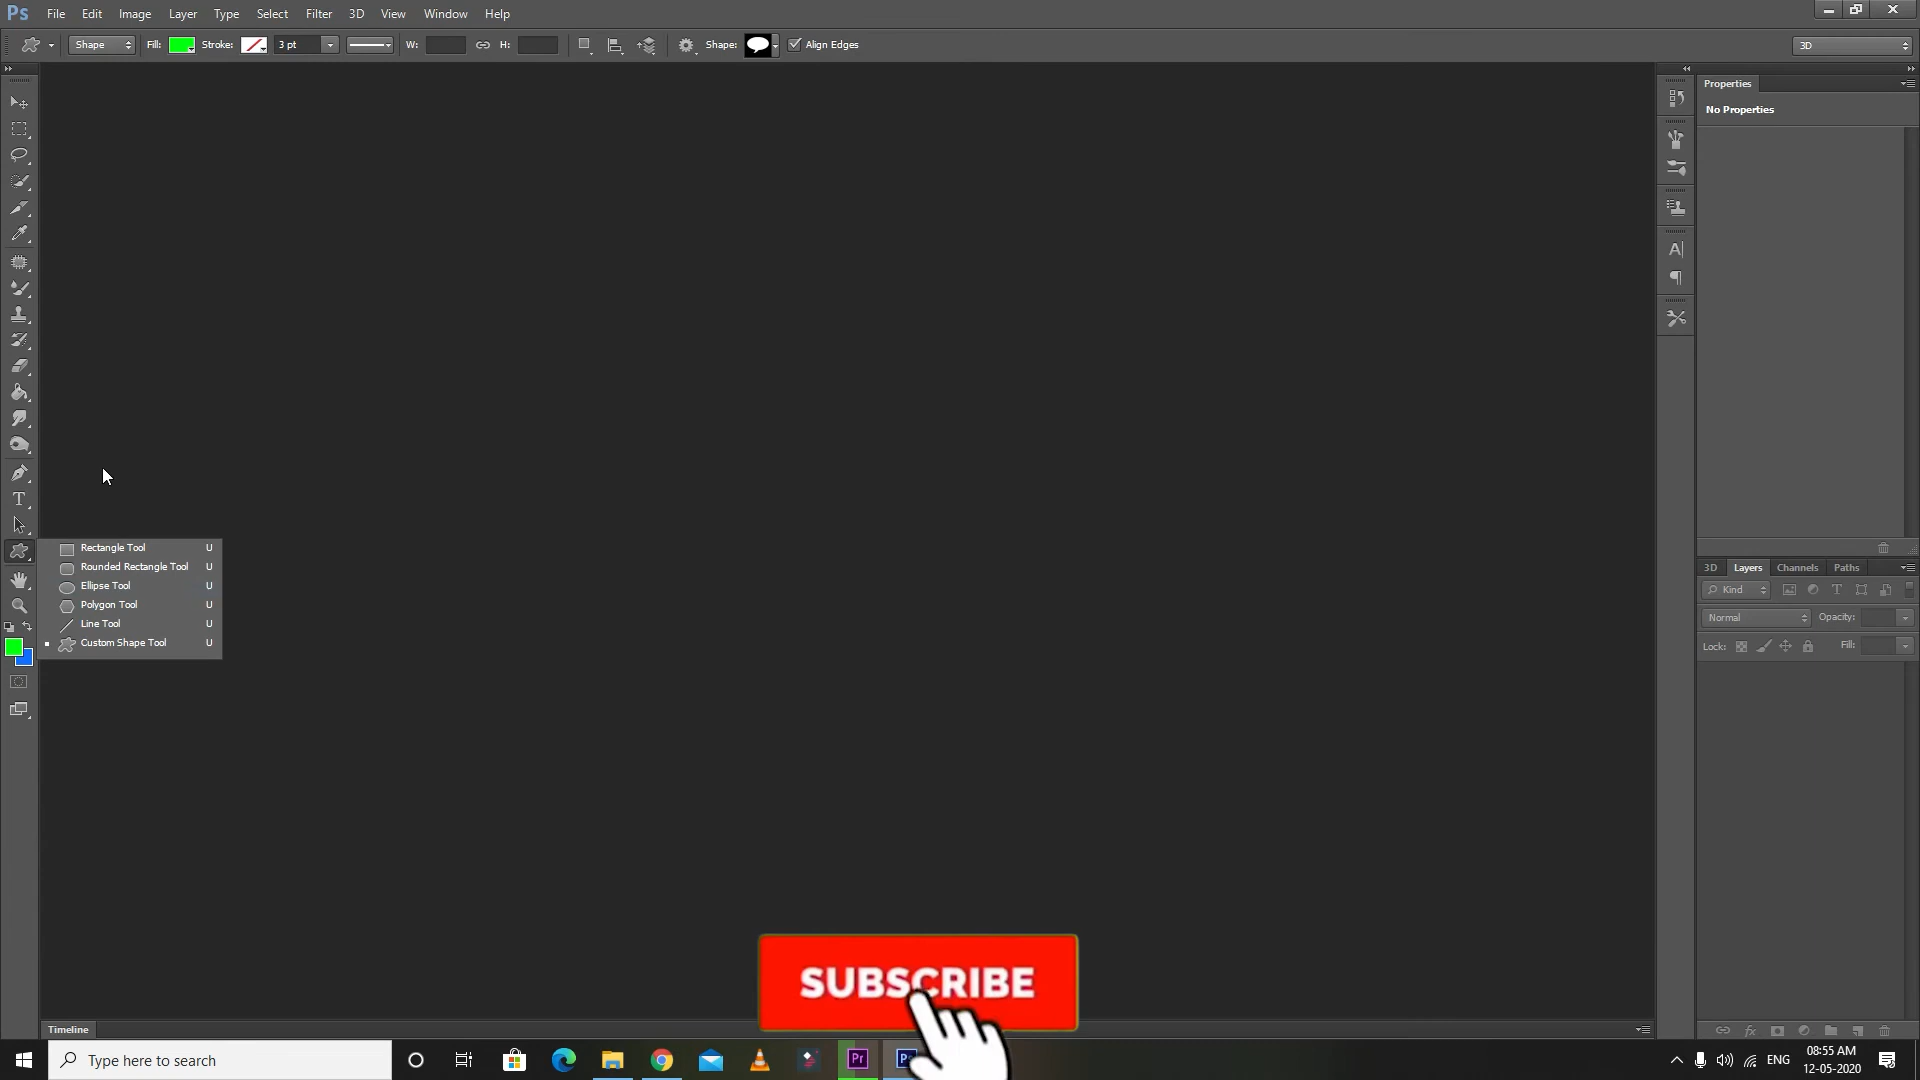 Ps File Edit Image Layer Type Select Filter 3D View Window Help
Shape Fill: Stroke: 3 pt W: H: Shape: Align Edges 3D
Properties
No Properties
Rectangle Tool U
Rounded Rectangle Tool U
Ellipse Tool U
Polygon Tool U
Line Tool U
Custom Shape Tool U
3D Layers Channels Paths
Kind
Normal Opacity:
Lock: Fill:
SUBSCRIBE
Timeline
Type here to search
Pr
ENG
08:55 AM
12-05-2020